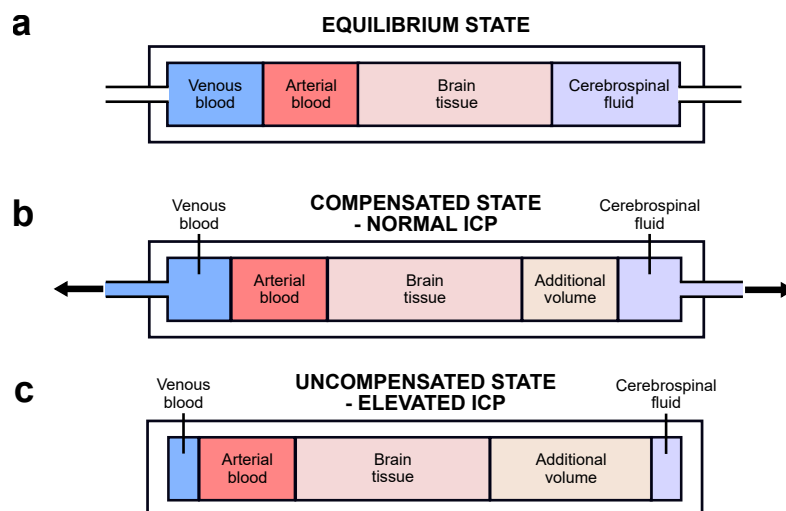 a
EQUILIBRIUM STATE
Venous
blood
Arterial
blood
Brain
tissue
Cerebrospinal
fluid
b
Venous
blood
COMPENSATED STATE
- NORMAL ICP
Cerebrospinal
fluid
Arterial
blood
Brain
tissue
Additional
volume
c
Venous
blood
UNCOMPENSATED STATE
- ELEVATED ICP
Cerebrospinal
fluid
Arterial
blood
Brain
tissue
Additional
volume